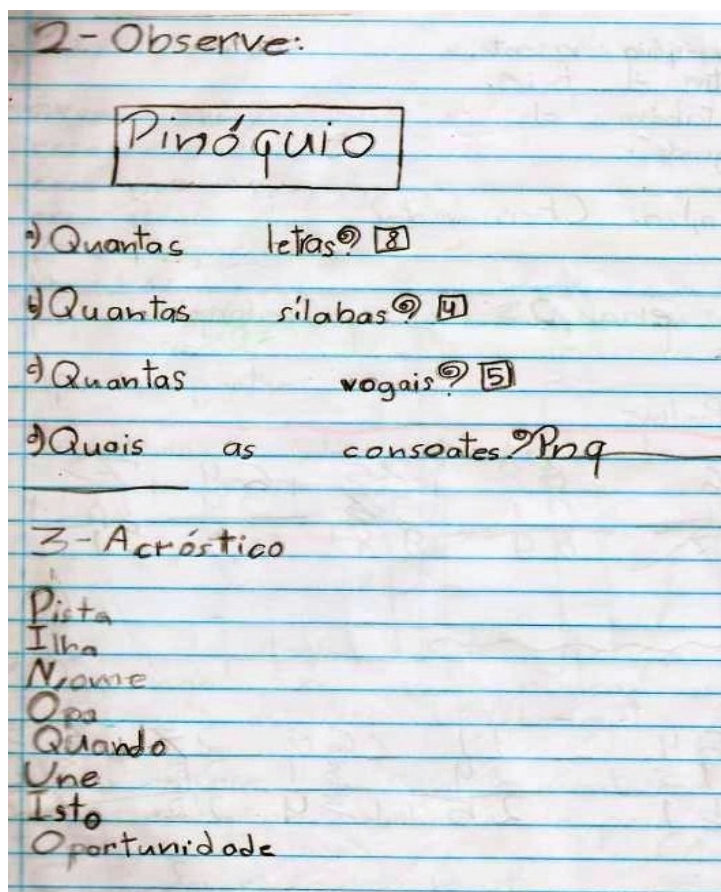 2-Observe:
Pinóquio
a) Quantas letras? 8
b) Quantas sílabas? 4
c) Quantas vogais? 5
d) Quais as consoates? Pnq
3-Acróstico
Pista
Ilha
Opa
Quando
Une
Isto
Oportunidade